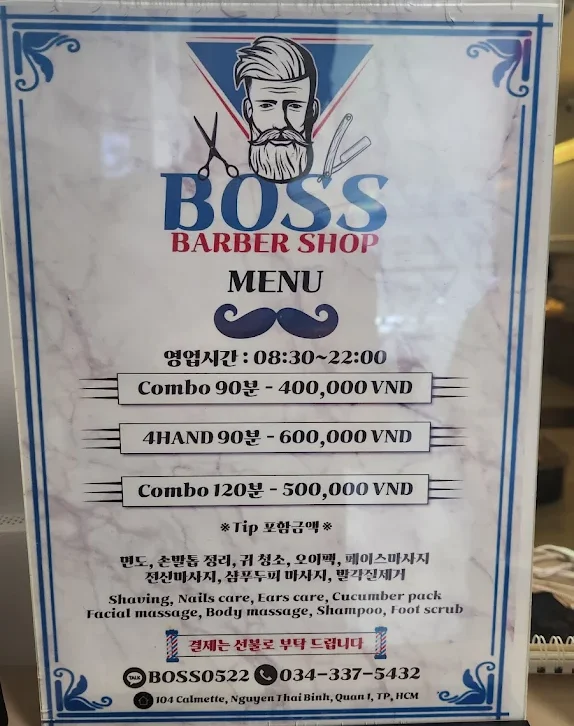 BOSS
BARBER SHOP
MENU
영업시간 : 08:30~22:00
Combo 90분 - 400,000 VND
4HAND 90분 - 600,000 VND
Combo 120분 - 500,000 VND
※Tip 포함금액※
면도, 손발톱 정리, 귀 청소, 오이팩, 페이스마사지
전신마사지, 샴푸두피 마사지, 발각질제거
Shaving, Nails care, Ears care, Cucumber pack
Facial massage, Body massage, Shampoo, Foot scrub
결제는 선불로 부탁 드립니다
TALK BOSS0522 034-337-5432
104 Calmette, Nguyen Thai Binh, Quan 1, TP, HCM